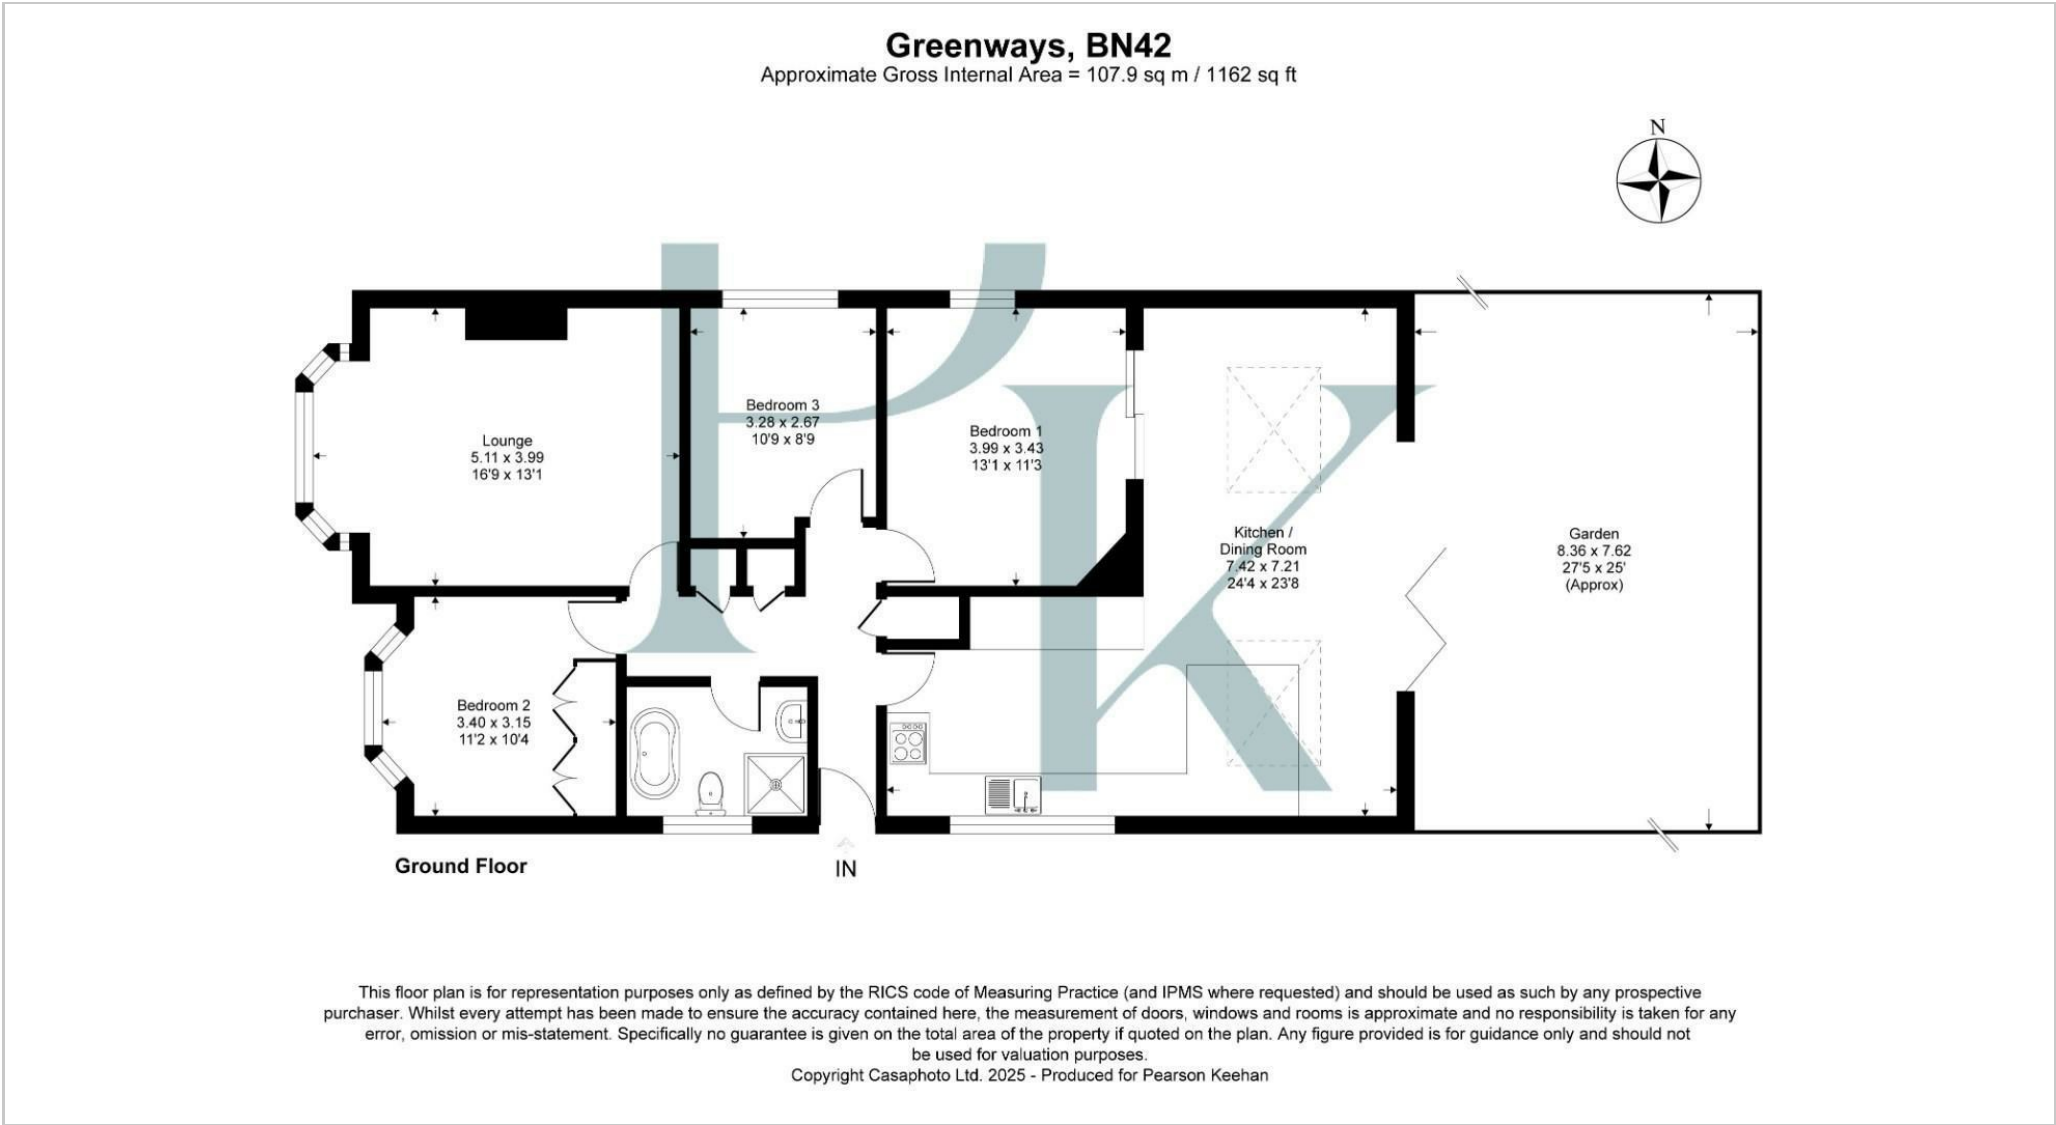 Greenways, BN42
Approximate Gross Internal Area = 107.9 sq m / 1162 sq ft
N
Bedroom 3
3.28 x 2.67
10'9 x 8'9
Bedroom 1
3.99 x 3.43
13'1 x 11'3
Lounge
5.11 x 3.99
16'9 x 13'1
Kitchen /
Dining Room
7.42 x 7.21
24'4 x 23'8
Garden
8.36 x 7.62
27'5 x 25'
(Approx)
Bedroom 2
3.40 x 3.15
11'2 x 10'4
Ground Floor
IN
This floor plan is for representation purposes only as defined by the RICS code of Measuring Practice (and IPMS where requested) and should be used as such by any prospective
purchaser. Whilst every attempt has been made to ensure the accuracy contained here, the measurement of doors, windows and rooms is approximate and no responsibility is taken for any
error, omission or mis-statement. Specifically no guarantee is given on the total area of the property if quoted on the plan. Any figure provided is for guidance only and should not
be used for valuation purposes.
Copyright Casaphoto Ltd. 2025 - Produced for Pearson Keehan